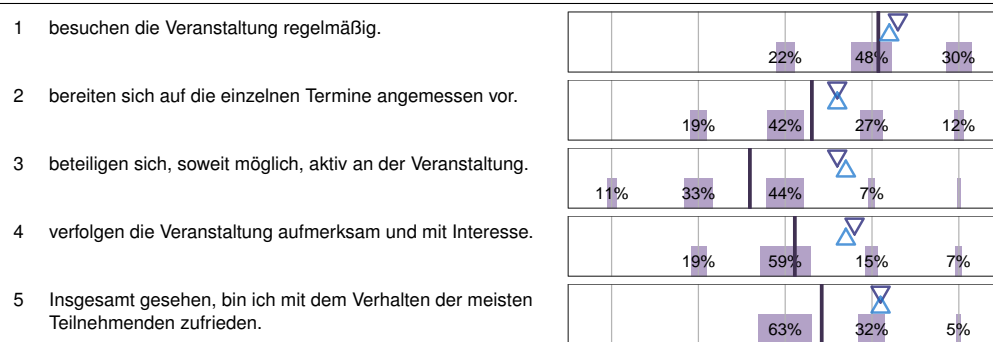 1 besuchen die Veranstaltung regelmäßig.
22% 48% 30%
2 bereiten sich auf die einzelnen Termine angemessen vor.
19% 42% 27% 12%
3 beteiligen sich, soweit möglich, aktiv an der Veranstaltung.
11% 33% 44% 7%
4 verfolgen die Veranstaltung aufmerksam und mit Interesse.
19% 59% 15% 7%
5 Insgesamt gesehen, bin ich mit dem Verhalten der meisten
Teilnehmenden zufrieden.
63% 32% 5%